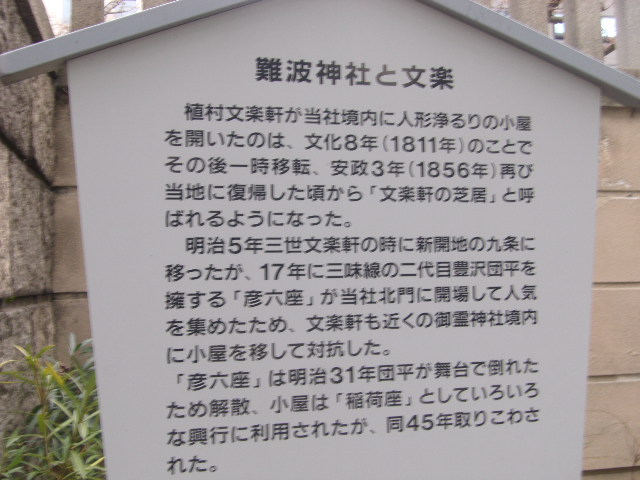 難波神社と文楽
植村文楽軒が当社境内に人形浄るりの小屋
を開いたのは、文化8年(1811年)のことで
その後一時移転、安政3年(1856年)再び
当地に復帰した頃から「文楽軒の芝居」と呼
ばれるようになった。
明治5年三世文楽軒の時に新開地の九条に
移ったが、17年に三味線の二代目豊沢団平を
擁する「彦六座」が当社北門に開場して人気
を集めたため、文楽軒も近くの御霊神社境内
に小屋を移して対抗した。
「彦六座」は明治31年団平が舞台で倒れた
ため解散、小屋は「稲荷座」としていろいろ
な興行に利用されたが、同45年取りこわさ
れた。